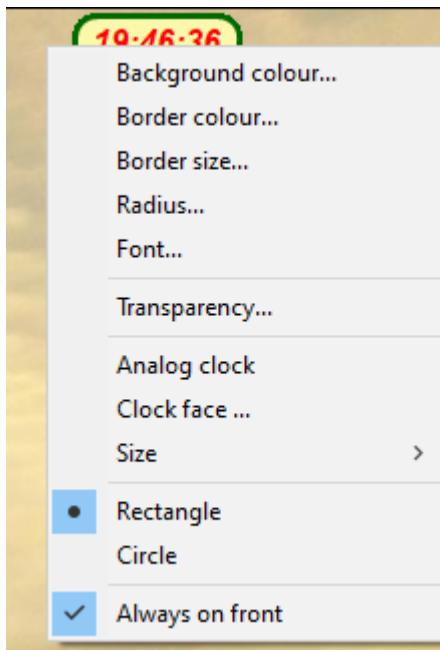 19:46:36
Background colour...
Border colour...
Border size...
Radius...
Font...
Transparency...
Analog clock
Clock face ...
Size
Rectangle
Circle
Always on front